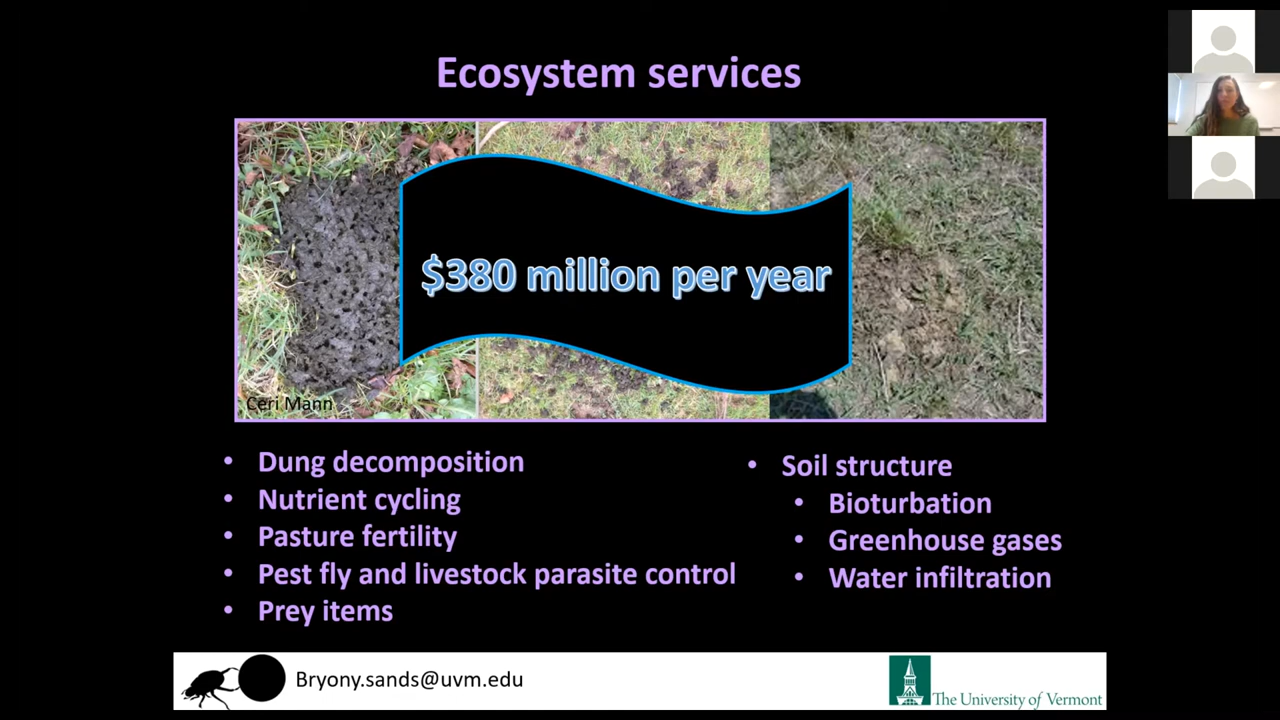 Ecosystem services
$380 million per year
Ceri Mann
• Dung decomposition
• Nutrient cycling
• Pasture fertility
• Pest fly and livestock parasite control
• Prey items
• Soil structure
• Bioturbation
• Greenhouse gases
• Water infiltration
Bryony.sands@uvm.edu
The University of Vermont